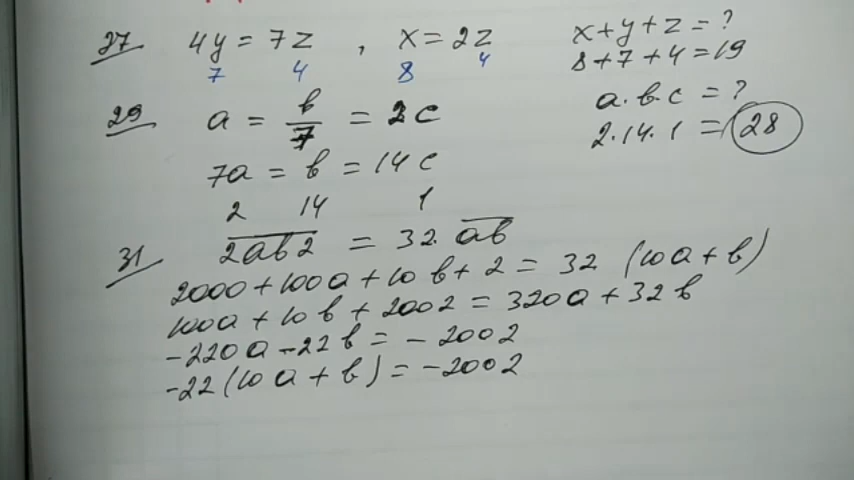 27 4y = 7z , x = 2z x + y + z = ?
7 4 8 4 8 + 7 + 4 = 19
29 a = b/7 = 2c a·b·c = ?
7a = b = 14c 2·14·1 = 28
2 14 1
31 2ab2 = 32·ab
2000 + 100a + 10b + 2 = 32 (10a + b)
100a + 10b + 2002 = 320a + 32b
-220a - 22b = -2002
-22(10a + b) = -2002